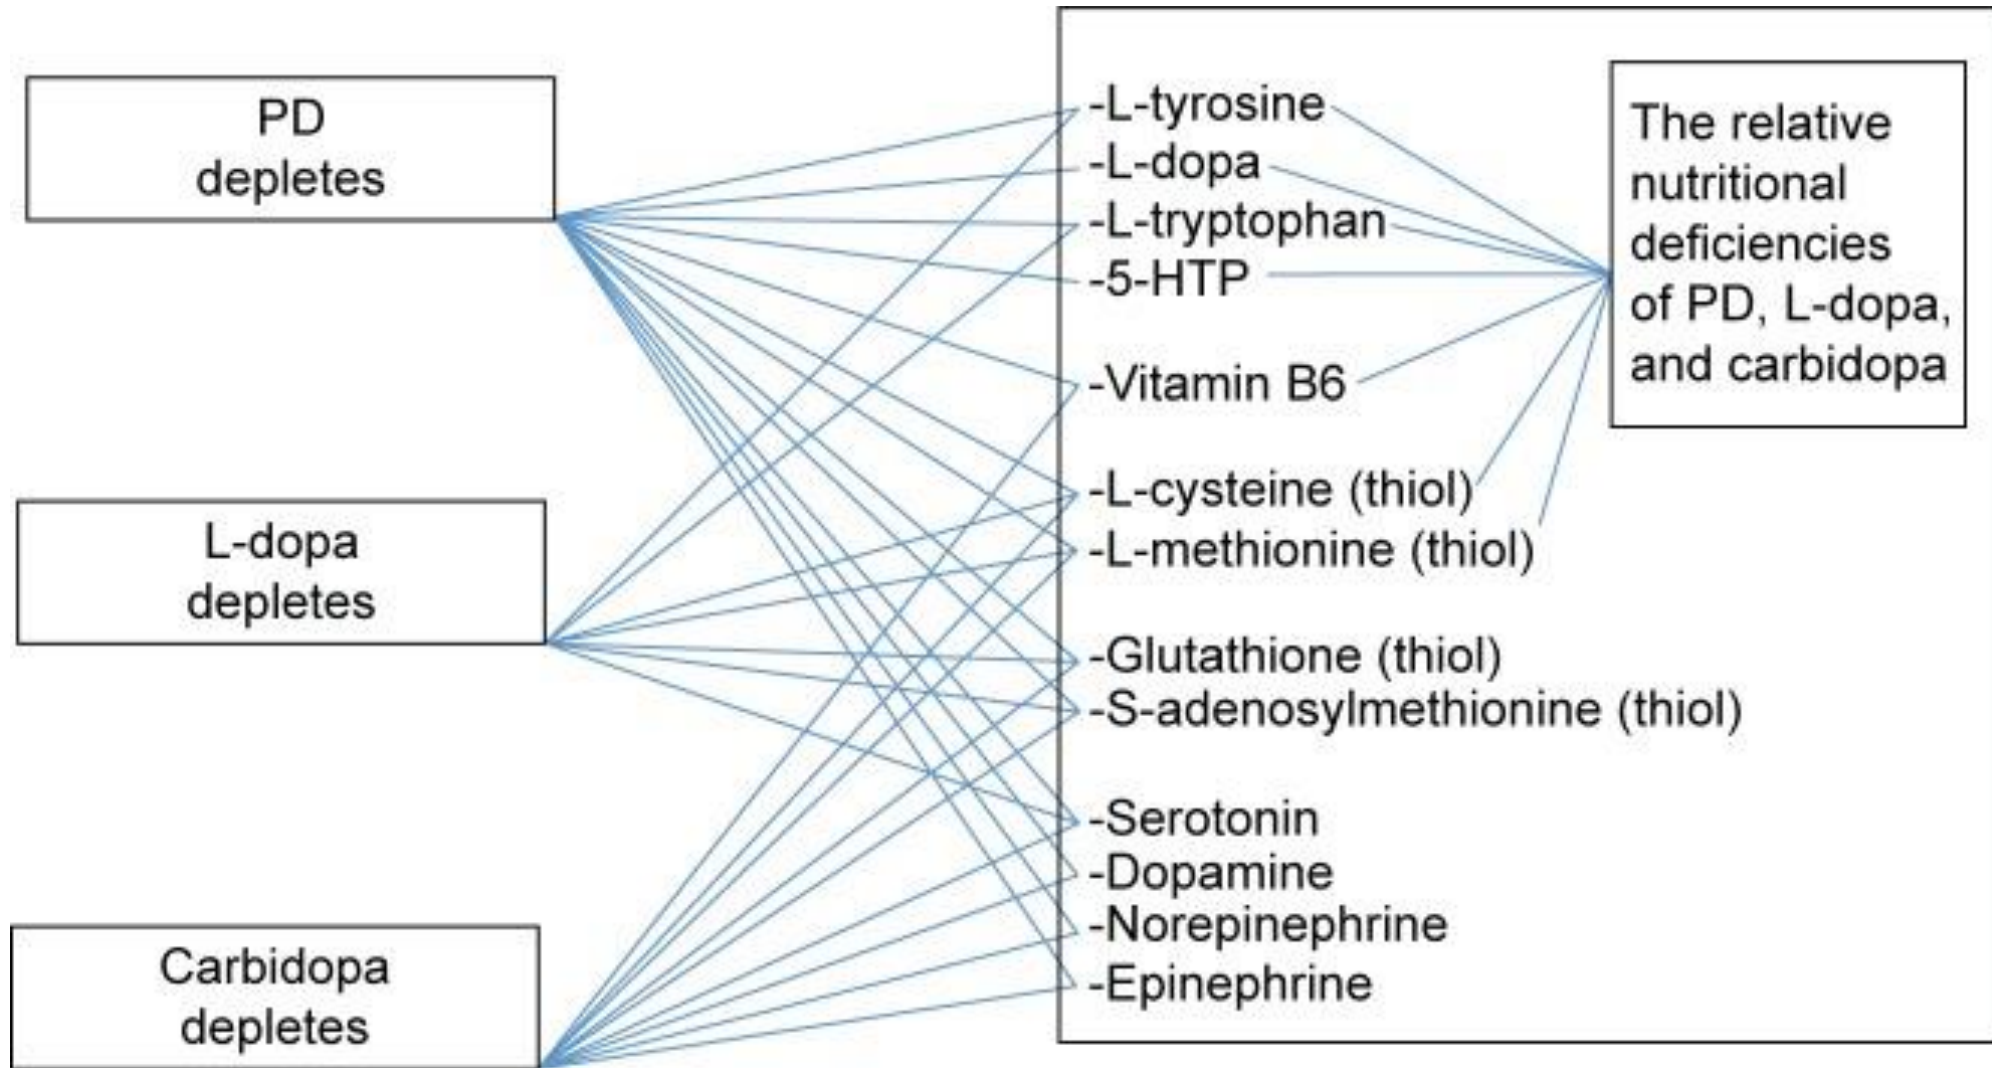 PD
depletes
L-dopa
depletes
Carbidopa
depletes
-L-tyrosine
-L-dopa
-L-tryptophan
-5-HTP
-Vitamin B6
-L-cysteine (thiol)
-L-methionine (thiol)
-Glutathione (thiol)
-S-adenosylmethionine (thiol)
-Serotonin
-Dopamine
-Norepinephrine
-Epinephrine
The relative
nutritional
deficiencies
of PD, L-dopa,
and carbidopa